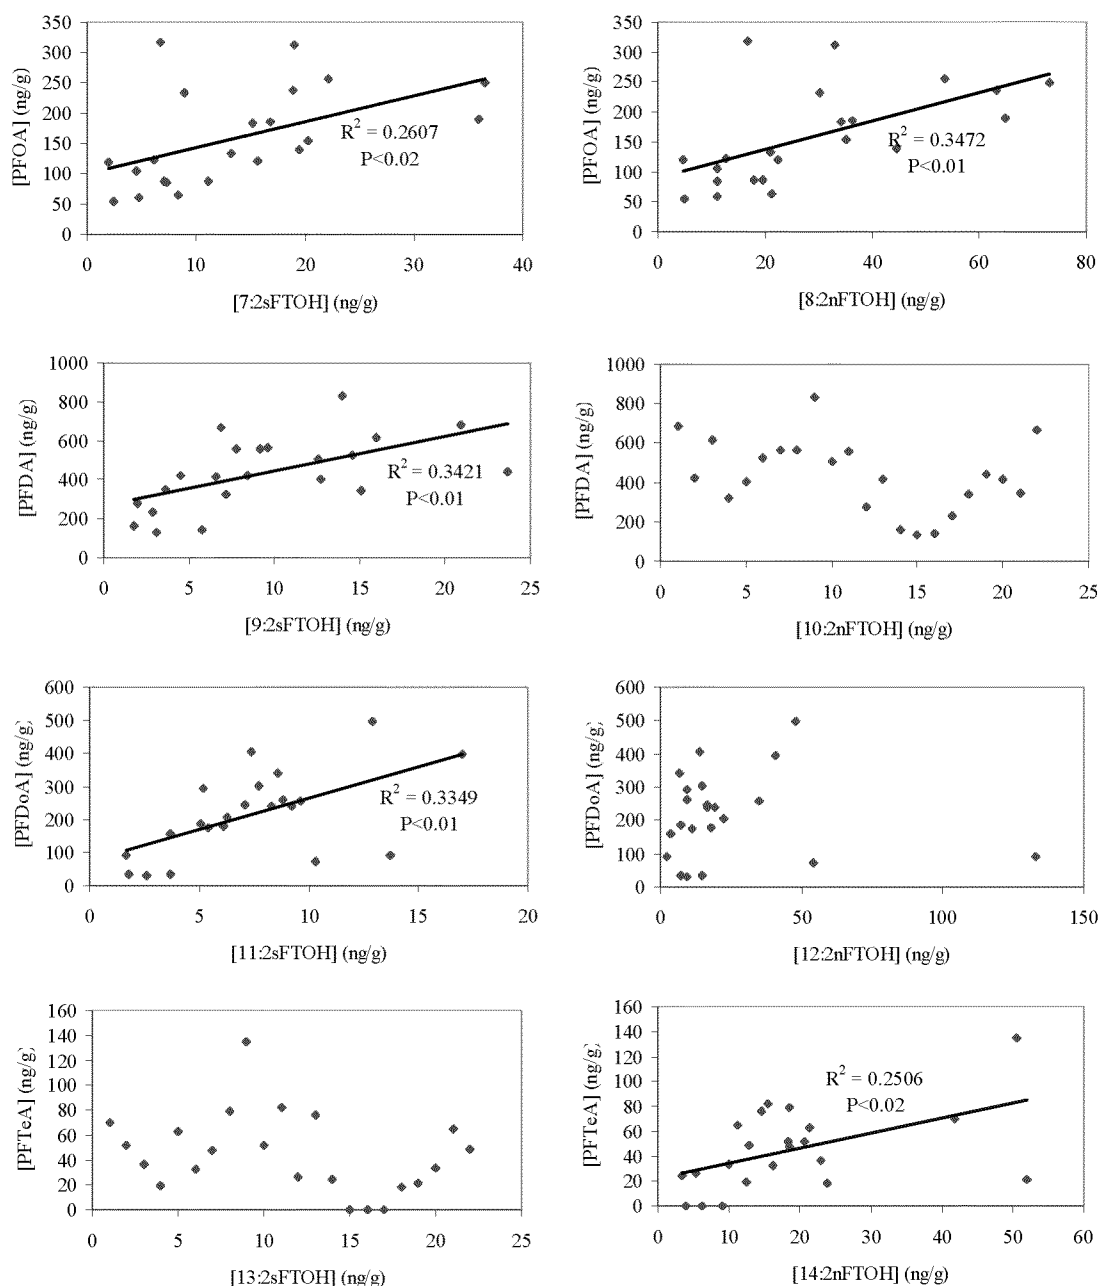 350
300
250
200
150
100
50
0
[PFOA] (ng/g)
R² = 0.2607
P<0.02
0 10 20 30 40
[7:2sFTOH] (ng/g)
350
300
250
200
150
100
50
0
[PFOA] (ng/g)
R² = 0.3472
P<0.01
0 20 40 60 80
[8:2nFTOH] (ng/g)
1000
800
600
400
200
0
[PFDA] (ng/g)
R² = 0.3421
P<0.01
0 5 10 15 20 25
[9:2sFTOH] (ng/g)
1000
800
600
400
200
0
[PFDA] (ng/g)
0 5 10 15 20 25
[10:2nFTOH] (ng/g)
600
500
400
300
200
100
0
[PFDoA] (ng/g)
R² = 0.3349
P<0.01
0 5 10 15 20
[11:2sFTOH] (ng/g)
600
500
400
300
200
100
0
[PFDoA] (ng/g)
0 50 100 150
[12:2nFTOH] (ng/g)
160
140
120
100
80
60
40
20
0
[PFTeA] (ng/g)
0 5 10 15 20 25
[13:2sFTOH] (ng/g)
160
140
120
100
80
60
40
20
0
[PFTeA] (ng/g)
R² = 0.2506
P<0.02
0 10 20 30 40 50 60
[14:2nFTOH] (ng/g)